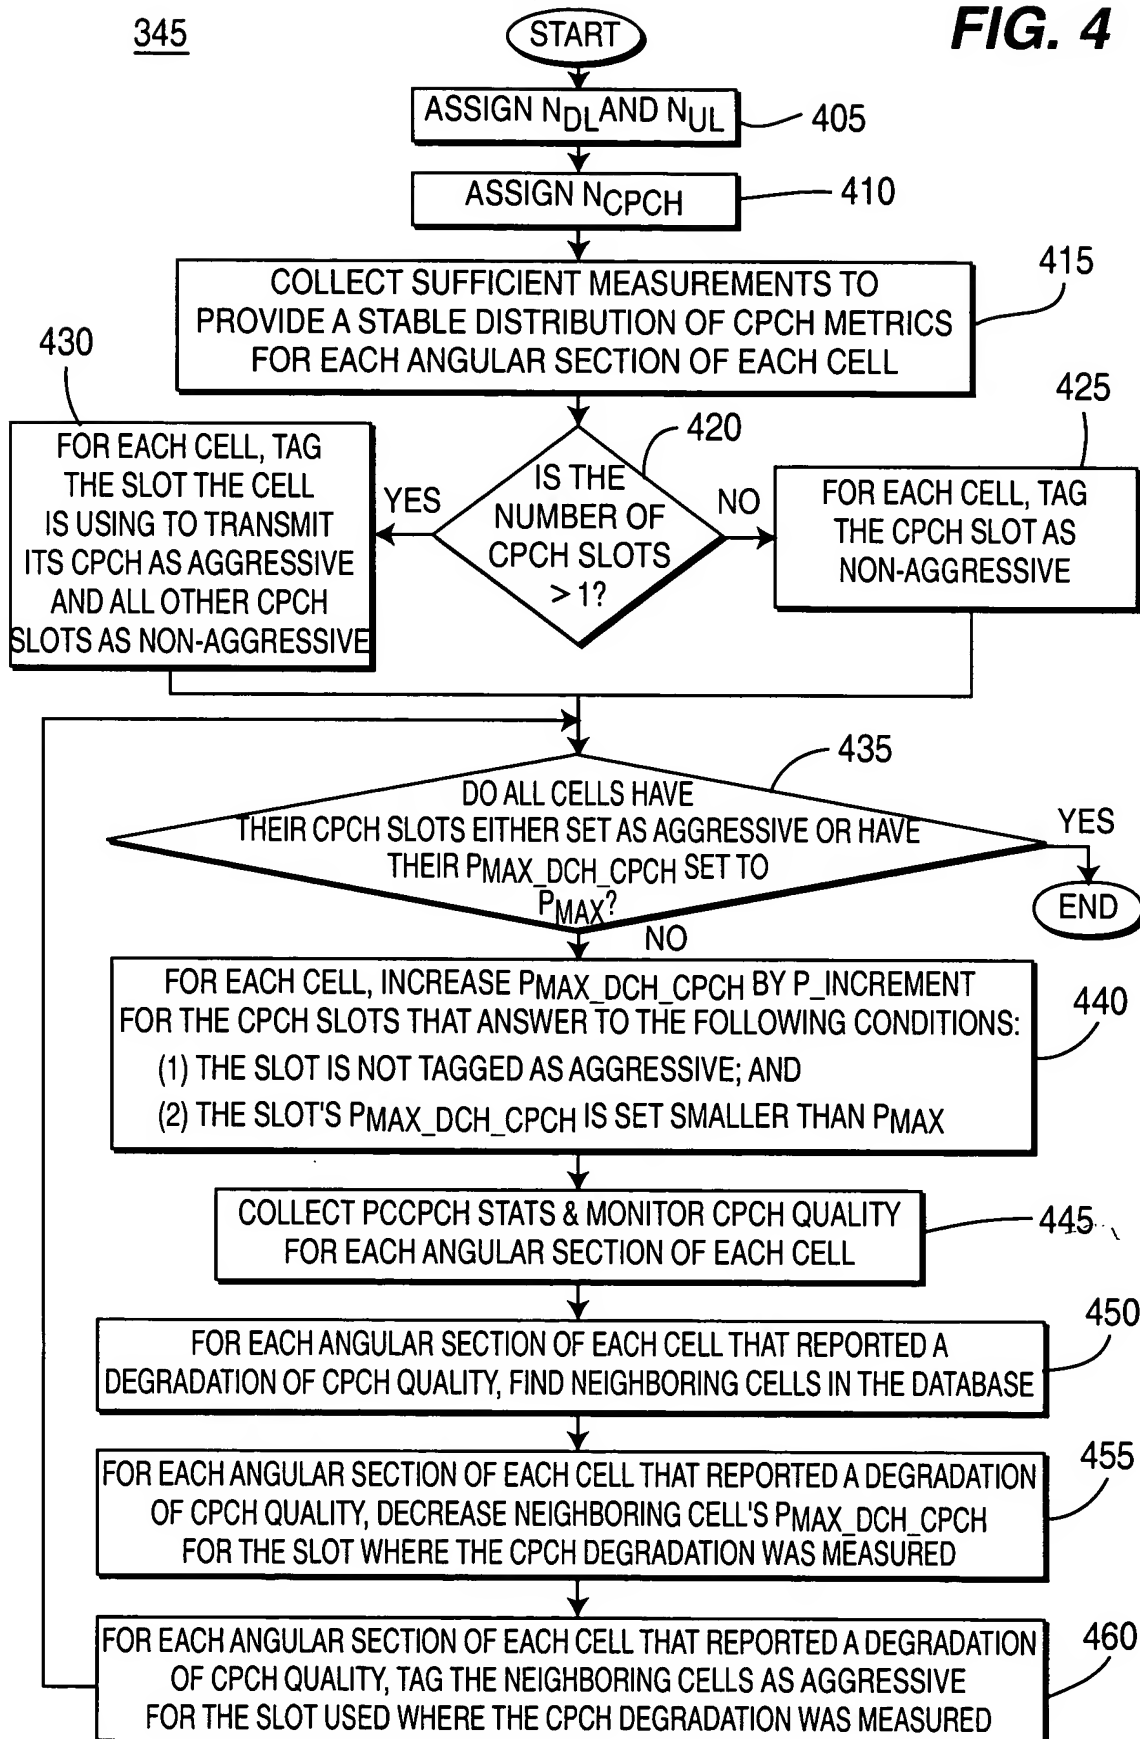 345
START
FIG. 4
ASSIGN NDL AND NUL
405
ASSIGN NCPCH
410
COLLECT SUFFICIENT MEASUREMENTS TO
PROVIDE A STABLE DISTRIBUTION OF CPCH METRICS
FOR EACH ANGULAR SECTION OF EACH CELL
415
430
FOR EACH CELL, TAG
THE SLOT THE CELL
IS USING TO TRANSMIT
ITS CPCH AS AGGRESSIVE
AND ALL OTHER CPCH
SLOTS AS NON-AGGRESSIVE
YES
420
IS THE
NUMBER OF
CPCH SLOTS
> 1?
NO
425
FOR EACH CELL, TAG
THE CPCH SLOT AS
NON-AGGRESSIVE
435
DO ALL CELLS HAVE
THEIR CPCH SLOTS EITHER SET AS AGGRESSIVE OR HAVE
THEIR PMAX_DCH_CPCH SET TO
PMAX?
YES
END
NO
FOR EACH CELL, INCREASE PMAX_DCH_CPCH BY P_INCREMENT
FOR THE CPCH SLOTS THAT ANSWER TO THE FOLLOWING CONDITIONS:
(1) THE SLOT IS NOT TAGGED AS AGGRESSIVE; AND
(2) THE SLOT'S PMAX_DCH_CPCH IS SET SMALLER THAN PMAX
440
COLLECT PCCPCH STATS & MONITOR CPCH QUALITY
FOR EACH ANGULAR SECTION OF EACH CELL
445
FOR EACH ANGULAR SECTION OF EACH CELL THAT REPORTED A
DEGRADATION OF CPCH QUALITY, FIND NEIGHBORING CELLS IN THE DATABASE
450
FOR EACH ANGULAR SECTION OF EACH CELL THAT REPORTED A DEGRADATION
OF CPCH QUALITY, DECREASE NEIGHBORING CELL'S PMAX_DCH_CPCH
FOR THE SLOT WHERE THE CPCH DEGRADATION WAS MEASURED
455
FOR EACH ANGULAR SECTION OF EACH CELL THAT REPORTED A DEGRADATION
OF CPCH QUALITY, TAG THE NEIGHBORING CELLS AS AGGRESSIVE
FOR THE SLOT USED WHERE THE CPCH DEGRADATION WAS MEASURED
460